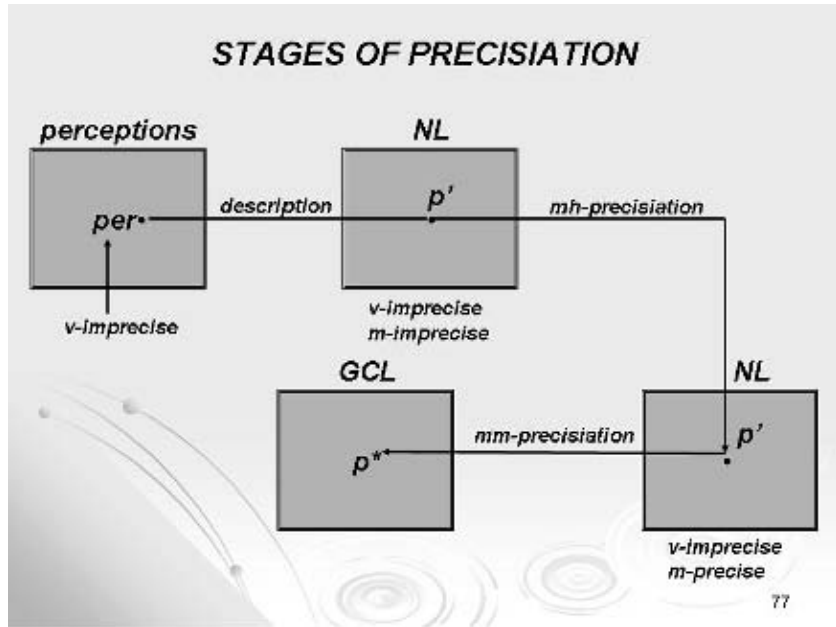 STAGES OF PRECISIATION
perceptions
NL
per
description
p'
mh-precisiation
v-imprecise
v-imprecise
m-imprecise
GCL
NL
p*
mm-precisiation
p'
v-imprecise
m-precise
77